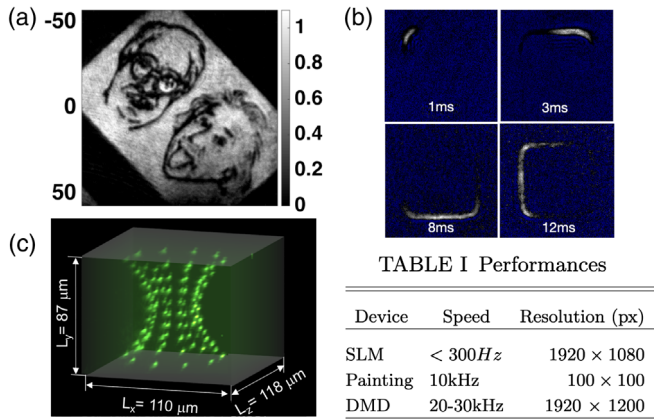 (a)
-50
0
50
1
0.8
0.6
0.4
0.2
0
(b)
1ms
3ms
8ms
12ms
(c)
Ly= 87 μm
Lx= 110 μm
Lz= 118 μm
TABLE I Performances
Device Speed Resolution (px)
SLM < 300Hz 1920 × 1080
Painting 10kHz 100 × 100
DMD 20-30kHz 1920 × 1200